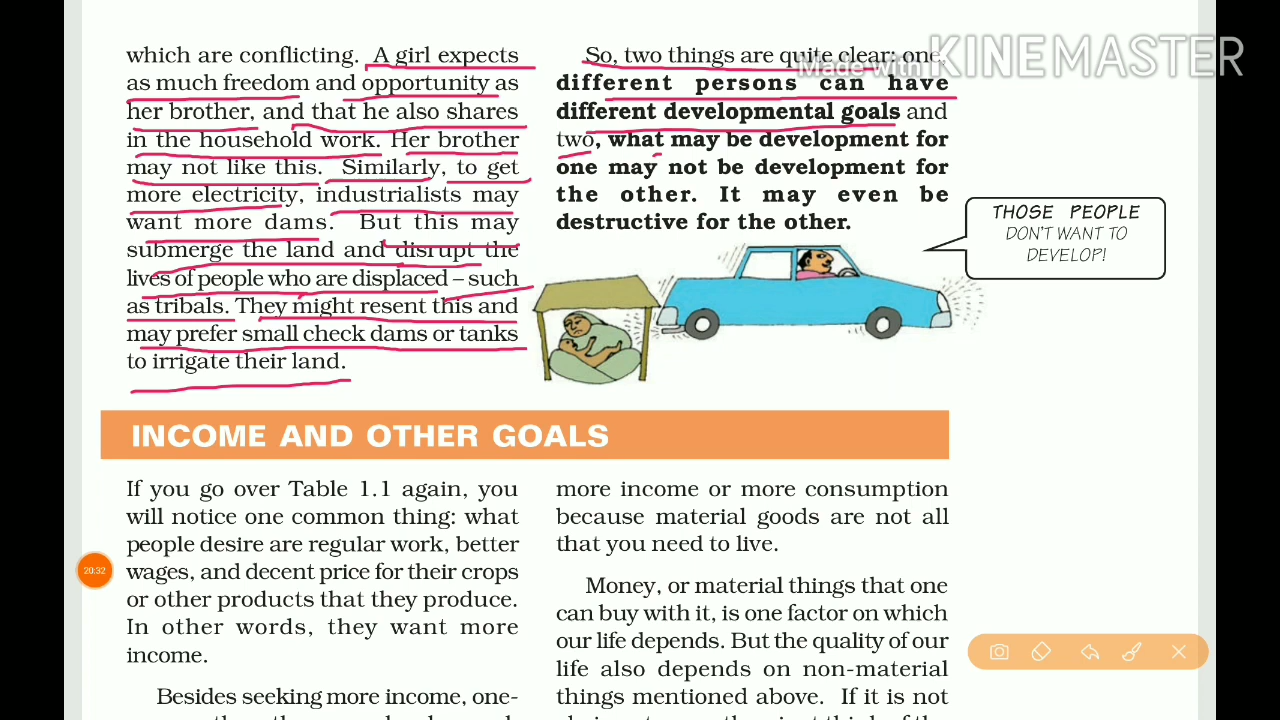 which are conflicting. A girl expects
as much freedom and opportunity as
her brother, and that he also shares
in the household work. Her brother
may not like this. Similarly, to get
more electricity, industrialists may
want more dams. But this may
submerge the land and disrupt the
lives of people who are displaced – such
as tribals. They might resent this and
may prefer small check dams or tanks
to irrigate their land.
So, two things are quite clear: one,
different persons can have
different developmental goals and
two, what may be development for
one may not be development for
the other. It may even be
destructive for the other.
Made with KINEMASTER
THOSE PEOPLE
DON'T WANT TO
DEVELOP!
INCOME AND OTHER GOALS
If you go over Table 1.1 again, you
will notice one common thing: what
people desire are regular work, better
wages, and decent price for their crops
or other products that they produce.
In other words, they want more
income.
Besides seeking more income, one-
more income or more consumption
because material goods are not all
that you need to live.
Money, or material things that one
can buy with it, is one factor on which
our life depends. But the quality of our
life also depends on non-material
things mentioned above. If it is not
20:32